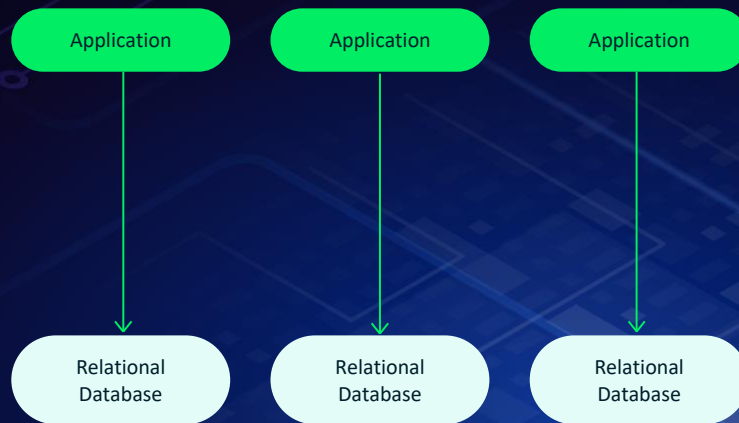 Application
Application
Application
Relational
Database
Relational
Database
Relational
Database